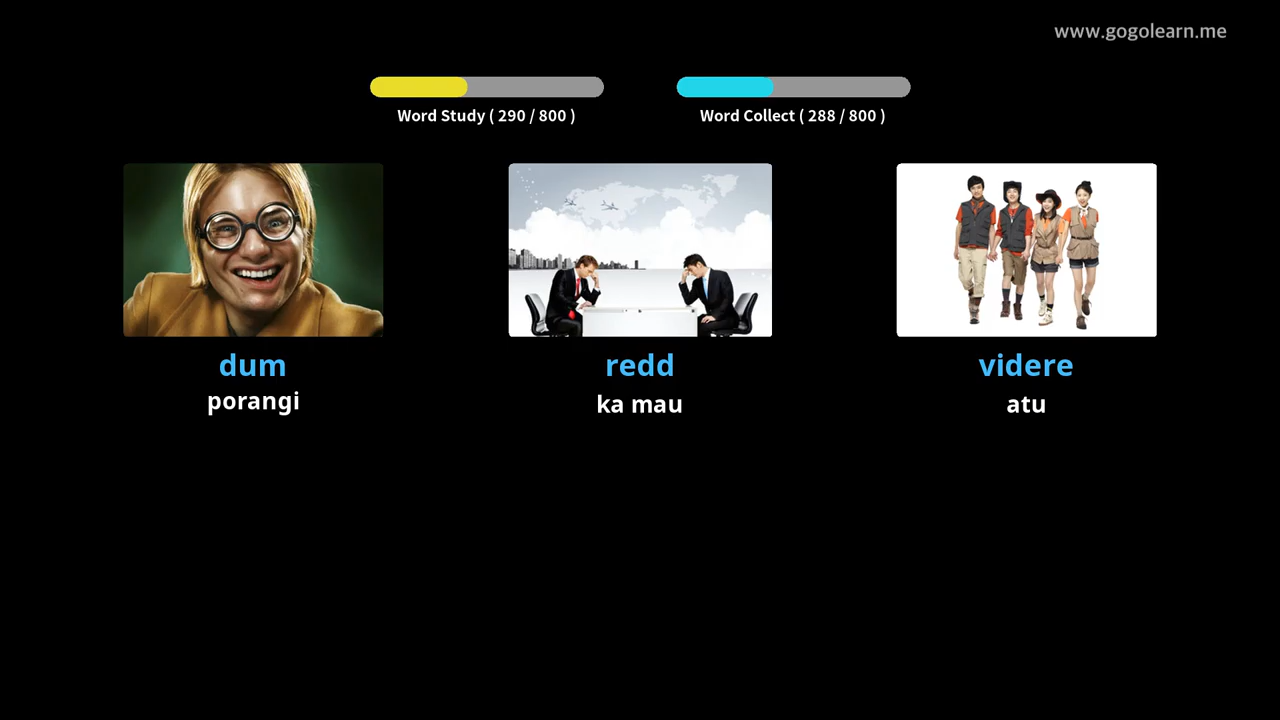 www.gogolearn.me
Word Study ( 290 / 800 )
Word Collect ( 288 / 800 )
dum
porangi
redd
ka mau
videre
atu